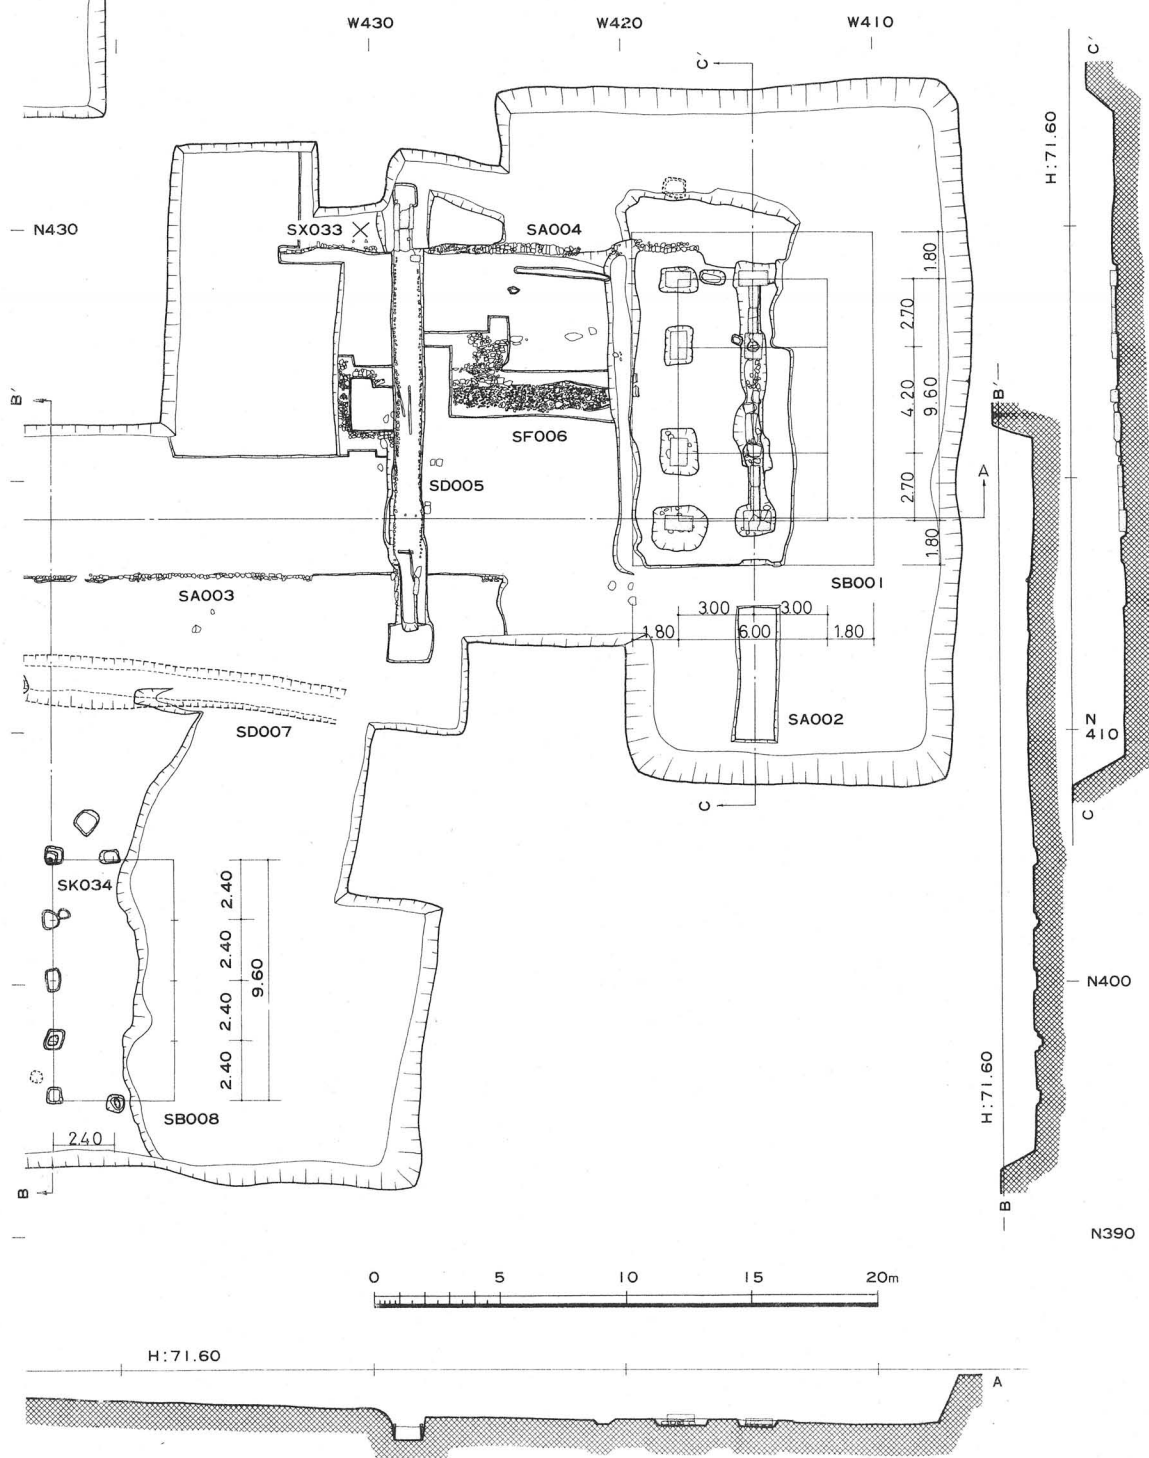 W430
W420
W410
C′
C′
H:71.60
N430
SX033
SA004
1.80
2.70
4.20
9.60
B′
B′
SF006
A
SD005
2.70
1.80
SA003
SB001
3.00
3.00
1.80
6.00
1.80
SA002
N
410
SD007
C
C
SK034
2.40
2.40
9.60
2.40
2.40
N400
H:71.60
SB008
2.40
B
B
N390
0
5
10
15
20m
H:71.60
A